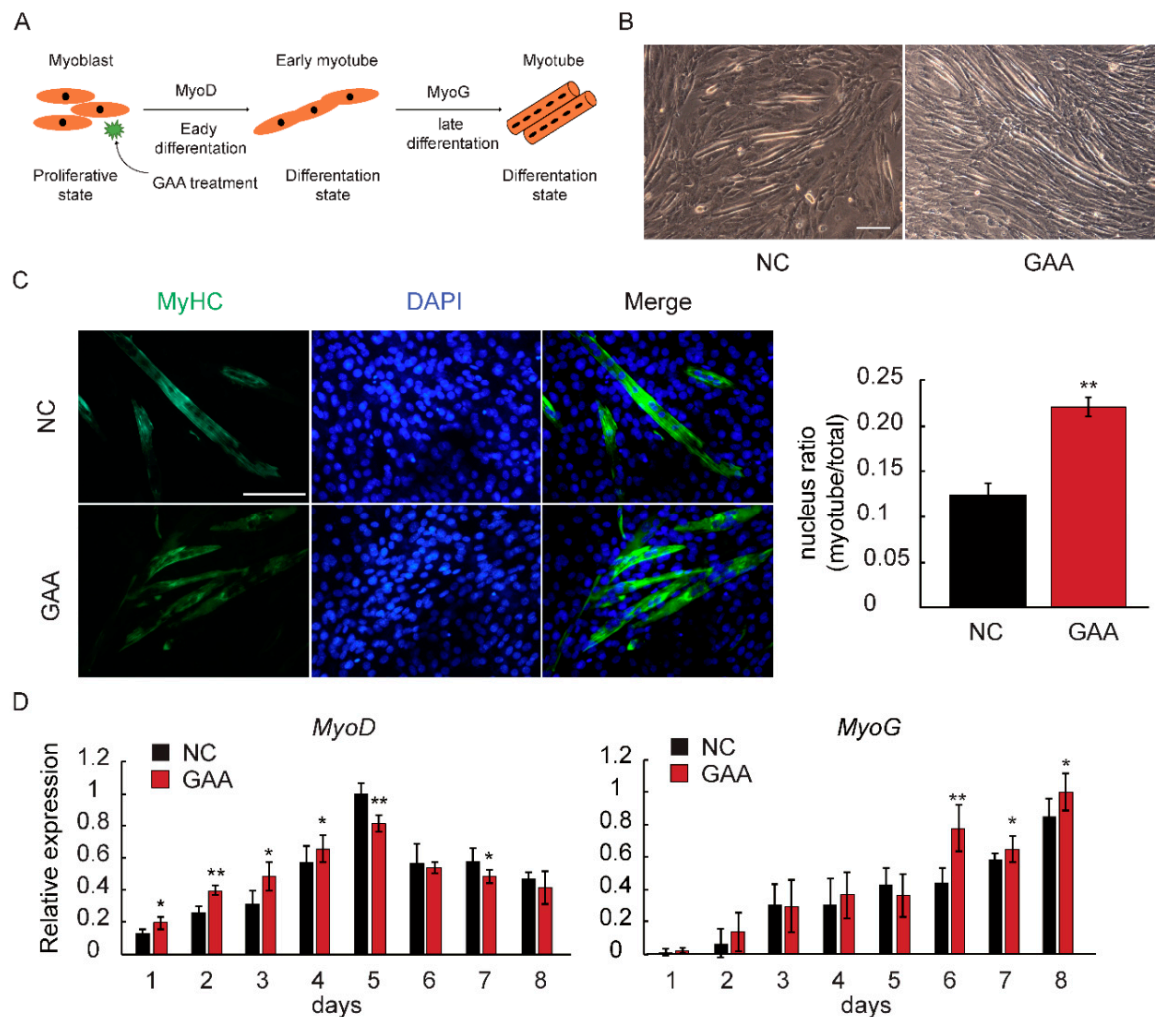 A
Myoblast
Early myotube
Myotube
MyoD
MyoG
Eady
differentation
late
differentation
Proliferative
state
GAA treatment
Differentation
state
Differentation
state
B
NC
GAA
C
MyHC
DAPI
Merge
NC
GAA
nucleus ratio
(myotube/total)
0.25
0.20
0.15
0.1
0.05
0
**
NC
GAA
D
MyoD
NC
GAA
Relative expression
1.2
1
0.8
0.6
0.4
0.2
0
* ** * * ** *
1 2 3 4 5 6 7 8
days
MyoG
NC
GAA
1.2
1
0.8
0.6
0.4
0.2
0
** * *
1 2 3 4 5 6 7 8
days